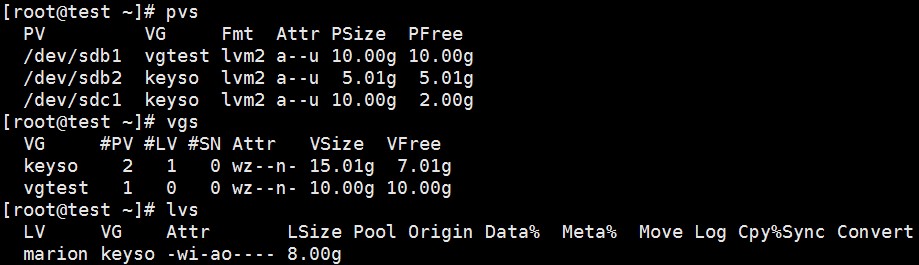 [root@test ~]# pvs
  PV         VG     Fmt  Attr PSize  PFree
  /dev/sdb1  vgtest lvm2 a--u 10.00g 10.00g
  /dev/sdb2  keyso  lvm2 a--u  5.01g  5.01g
  /dev/sdc1  keyso  lvm2 a--u 10.00g  2.00g
[root@test ~]# vgs
  VG     #PV #LV #SN Attr   VSize  VFree
  keyso    2   1   0 wz--n- 15.01g  7.01g
  vgtest   1   0   0 wz--n- 10.00g 10.00g
[root@test ~]# lvs
  LV     VG    Attr       LSize Pool Origin Data%  Meta%  Move Log Cpy%Sync Convert
  marion keyso -wi-ao---- 8.00g